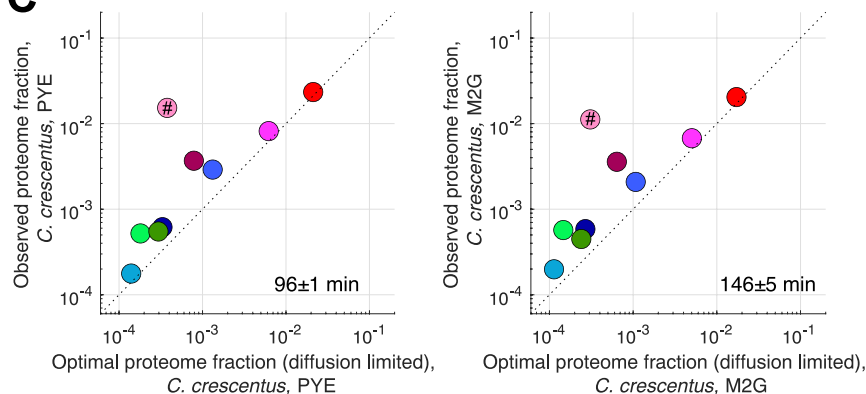 C
Observed proteome fraction,
C. crescentus, PYE
10⁻¹
10⁻²
10⁻³
10⁻⁴
#
96±1 min
10⁻⁴ 10⁻³ 10⁻² 10⁻¹
Optimal proteome fraction (diffusion limited),
C. crescentus, PYE
Observed proteome fraction,
C. crescentus, M2G
10⁻¹
10⁻²
10⁻³
10⁻⁴
#
146±5 min
10⁻⁴ 10⁻³ 10⁻² 10⁻¹
Optimal proteome fraction (diffusion limited),
C. crescentus, M2G